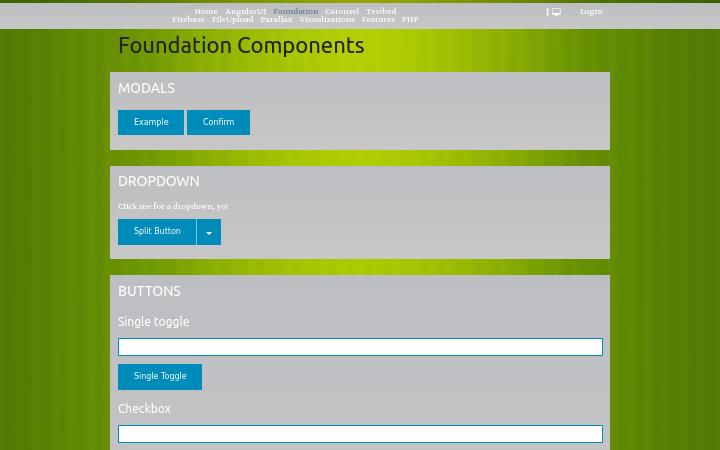 Home AngularUI Foundation Carousel Testbed
Firebase FileUpload Parallax Visualizations Features PHP
Login
Foundation Components
MODALS
Example Confirm
DROPDOWN
Click me for a dropdown, yo!
Split Button
BUTTONS
Single toggle
Single Toggle
Checkbox